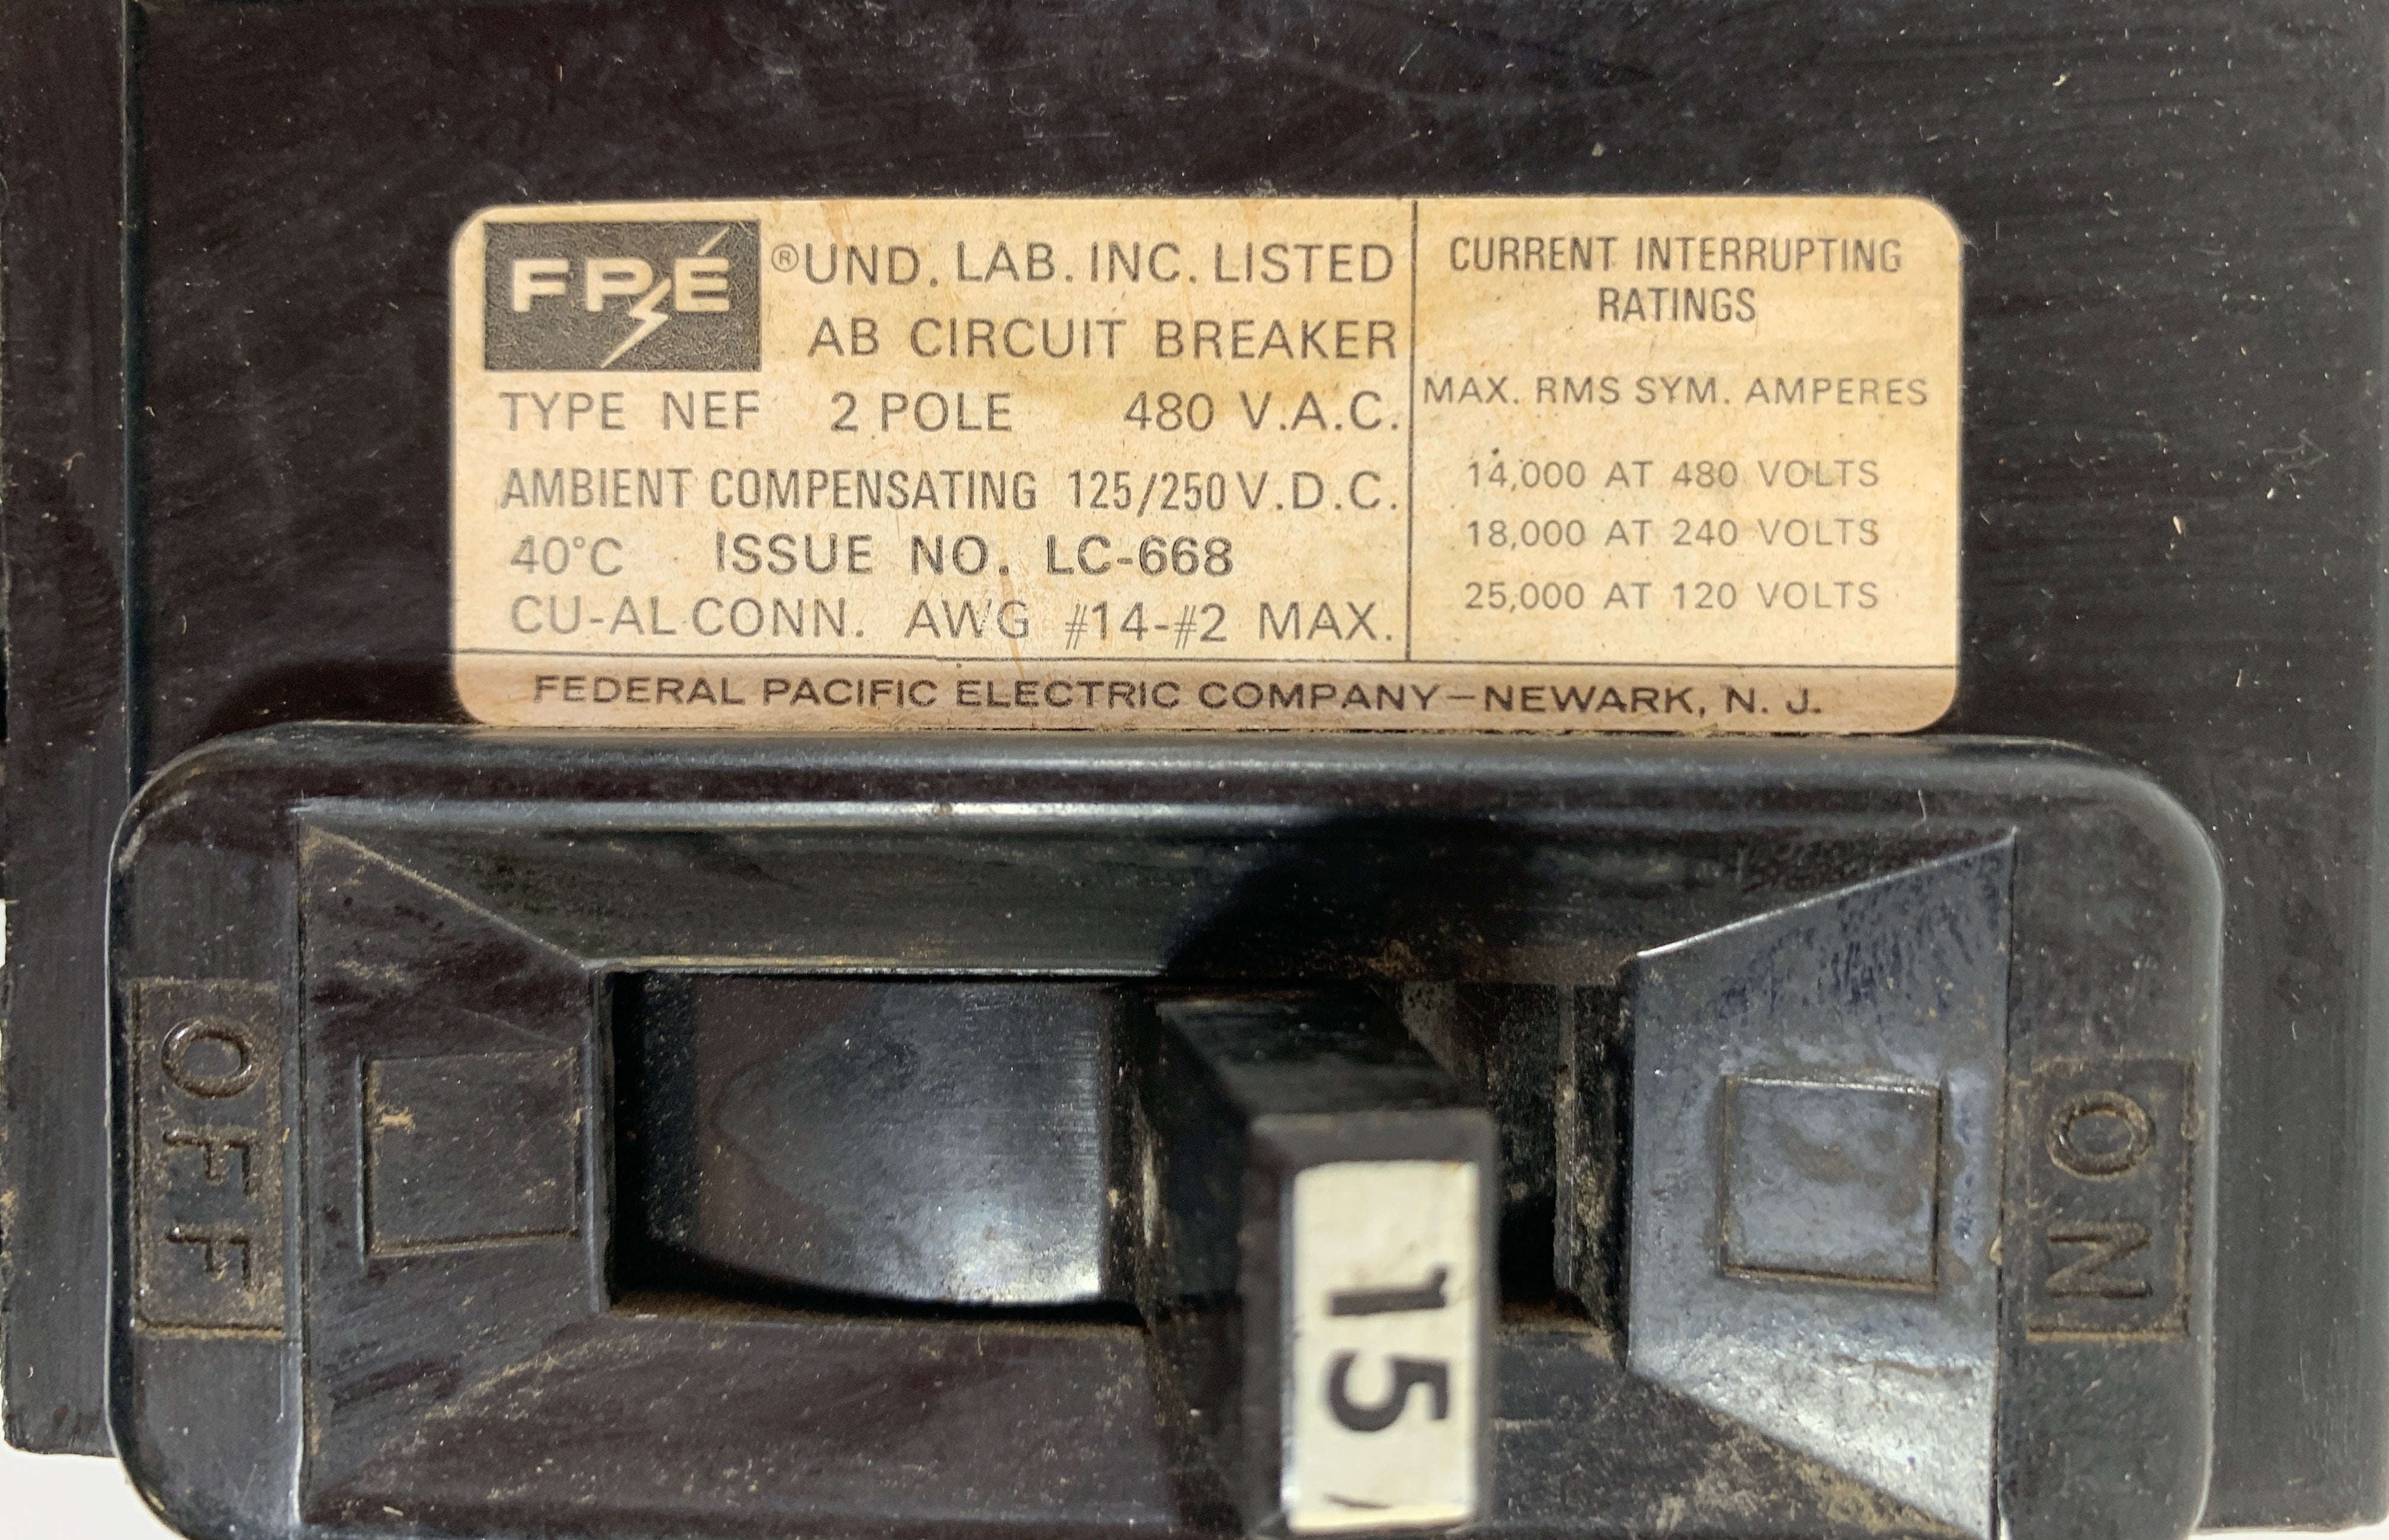 FPE
®UND. LAB. INC. LISTED
AB CIRCUIT BREAKER
TYPE NEF 2 POLE 480 V.A.C.
AMBIENT COMPENSATING 125/250 V.D.C.
40°C ISSUE NO. LC-668
CU-AL CONN. AWG #14-#2 MAX.
CURRENT INTERRUPTING
RATINGS
MAX. RMS SYM. AMPERES
14,000 AT 480 VOLTS
18,000 AT 240 VOLTS
25,000 AT 120 VOLTS
FEDERAL PACIFIC ELECTRIC COMPANY—NEWARK, N. J.
OFF
15
ON